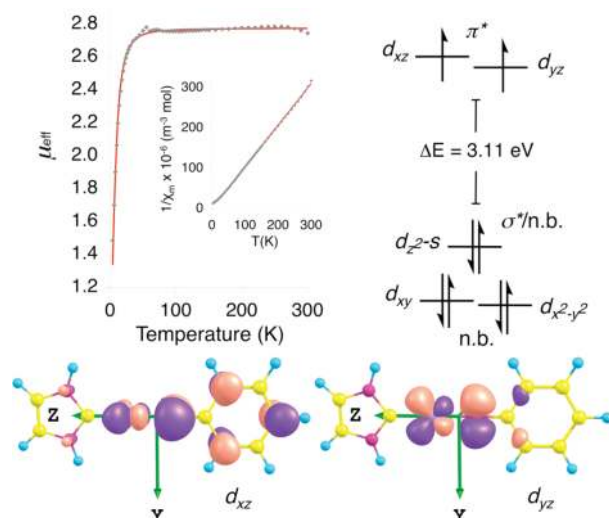 2.8
2.6
2.4
2.2
2.0
1.8
1.6
1.4
1.2
μeff
0 100 200 300
Temperature (K)
300
200
100
0
1/χm x 10-6 (m-3 mol)
0 100 200 300
T(K)
π*
dxz
dyz
ΔE = 3.11 eV
σ*/n.b.
dz2-s
dxy
dx2-y2
n.b.
Z
dxz
Z
dyz